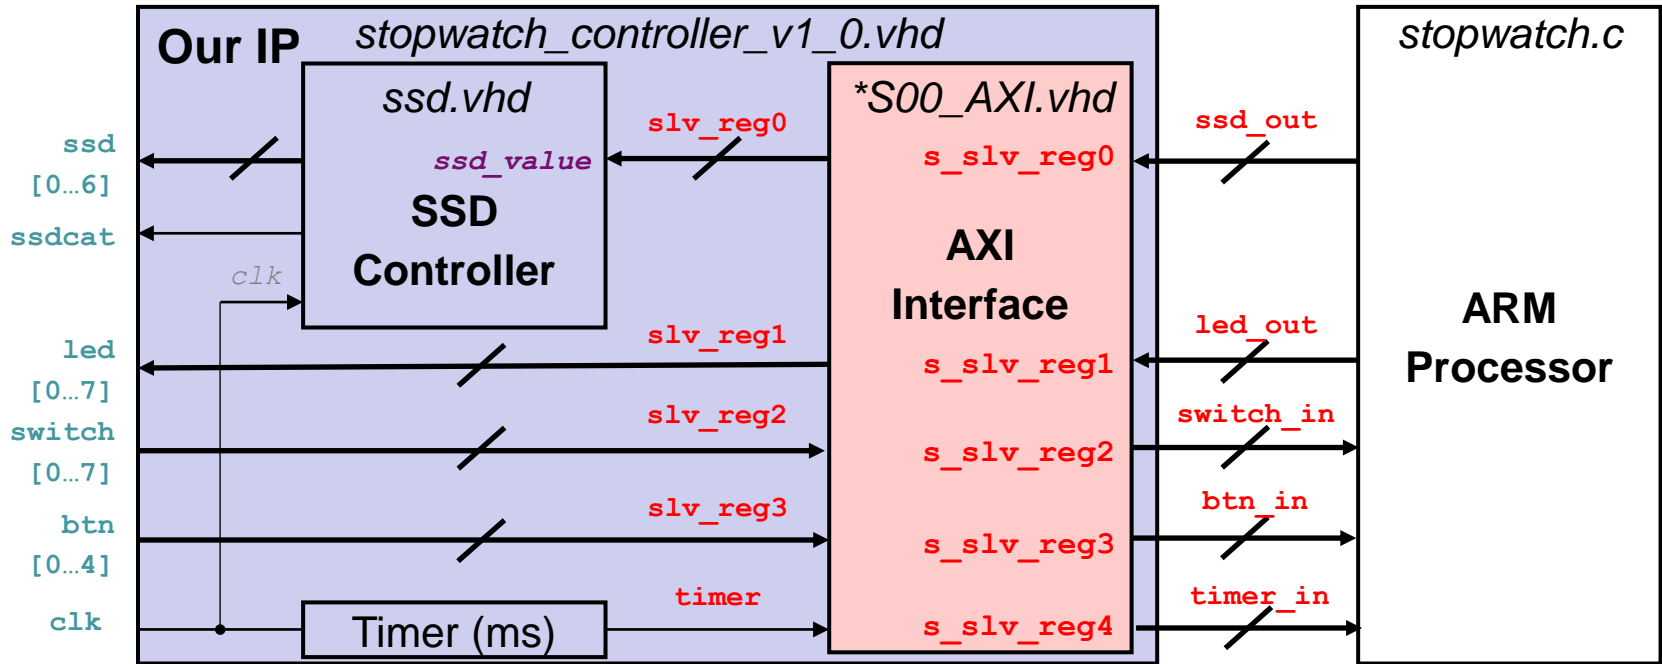 Our IP
stopwatch_controller_v1_0.vhd
stopwatch.c
ssd.vhd
*S00_AXI.vhd
ssd
[0…6]
ssd_value
slv_reg0
s_slv_reg0
ssd_out
ssdcat
SSD
Controller
AXI
Interface
ARM
Processor
clk
led
[0…7]
slv_reg1
s_slv_reg1
led_out
switch
[0…7]
slv_reg2
s_slv_reg2
switch_in
btn
[0…4]
slv_reg3
s_slv_reg3
btn_in
clk
Timer (ms)
timer
s_slv_reg4
timer_in